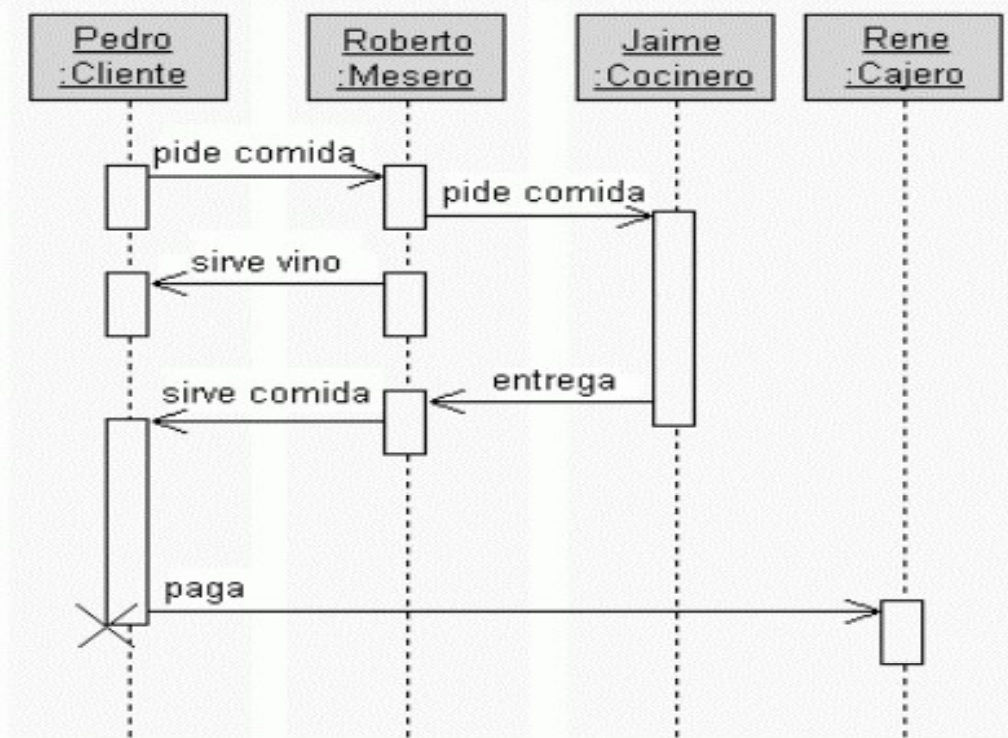 Pedro
:Cliente
Roberto
:Mesero
Jaime
:Cocinero
Rene
:Cajero
pide comida
pide comida
sirve vino
entrega
sirve comida
paga